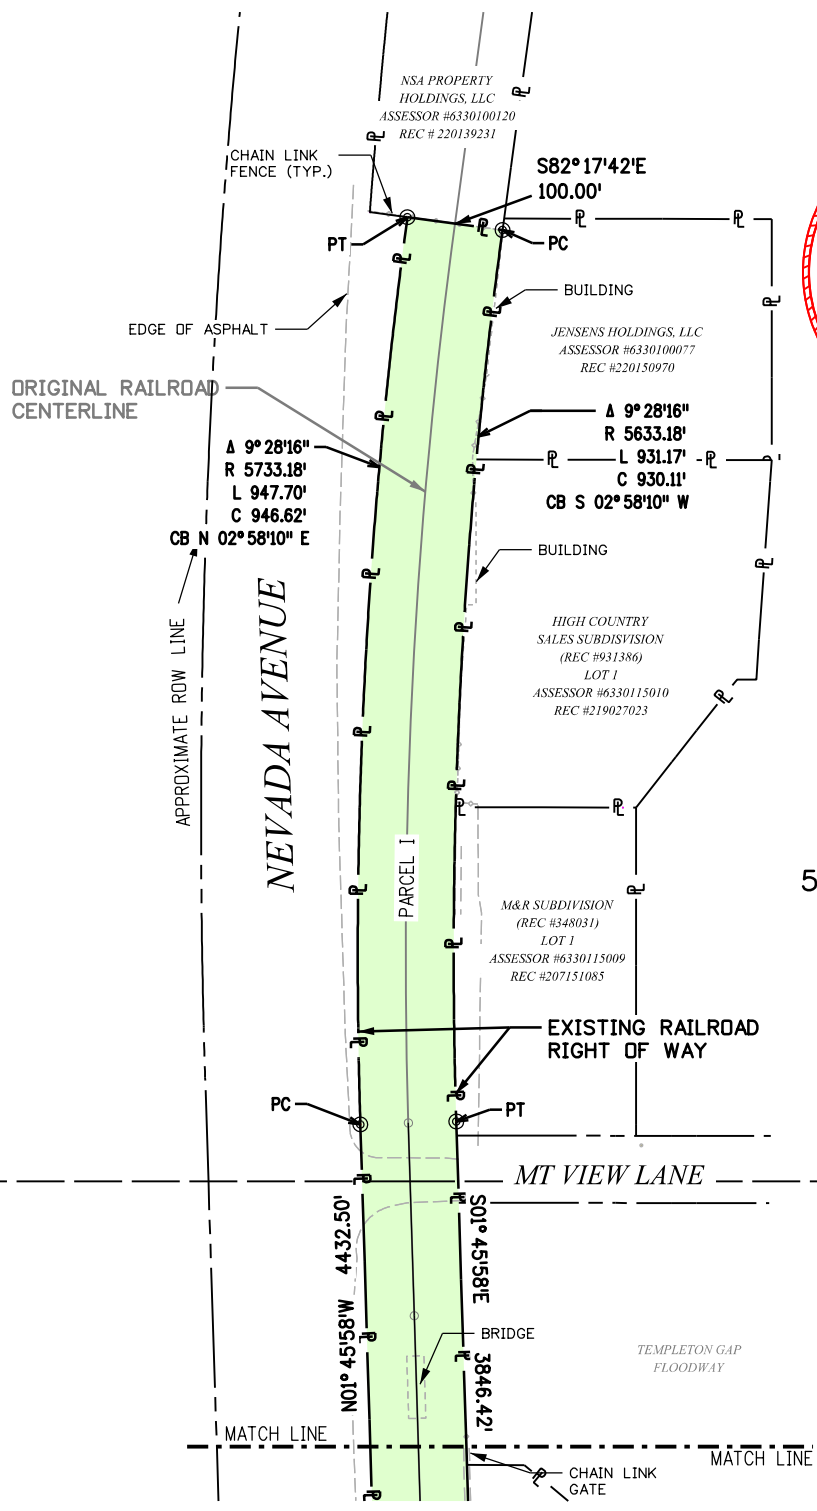 NSA PROPERTY
HOLDINGS, LLC
ASSESSOR #6330100120
REC # 220139231
CHAIN LINK
FENCE (TYP.)
S82°17'42"E
100.00'
PT
PC
BUILDING
EDGE OF ASPHALT
JENSENS HOLDINGS, LLC
ASSESSOR #6330100077
REC #220150970
ORIGINAL RAILROAD
CENTERLINE
Δ 9°28'16"
R 5633.18'
L 931.17'
C 930.11'
CB S 02°58'10" W
Δ 9°28'16"
R 5733.18'
L 947.70'
C 946.62'
CB N 02°58'10" E
BUILDING
HIGH COUNTRY
SALES SUBDISVISION
(REC #931386)
LOT 1
ASSESSOR #6330115010
REC #219027023
APPROXIMATE ROW LINE
NEVADA AVENUE
PARCEL I
5
M&R SUBDIVISION
(REC #348031)
LOT 1
ASSESSOR #6330115009
REC #207151085
EXISTING RAILROAD
RIGHT OF WAY
PC
PT
MT VIEW LANE
N01°45'58"W 4432.50'
S01°45'58"E 3846.42'
BRIDGE
TEMPLETON GAP
FLOODWAY
MATCH LINE
MATCH LINE
CHAIN LINK
GATE